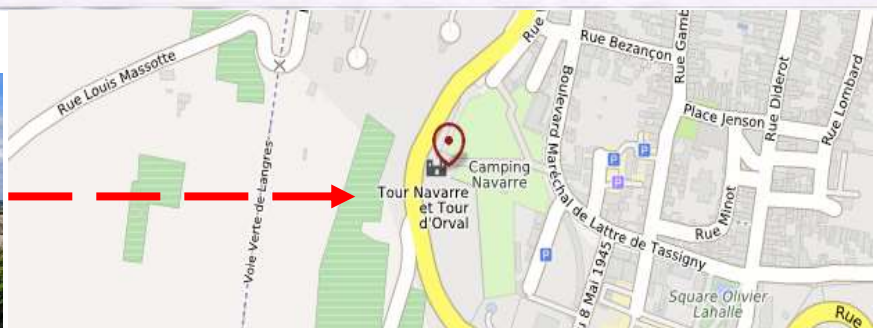 Rue Louis Massotte
Voie Verte de Langres
Tour Navarre
et Tour
d'Orval
Camping
Navarre
Rue
Rue Bezançon
Rue Gamb
Boulevard Maréchal de Lattre de Tassigny
Place Jenson
Rue Diderot
Rue Lombard
P
P
P
Rue Minot
P
u 8 Mai 1945
Square Olivier
Lahalle
Rue